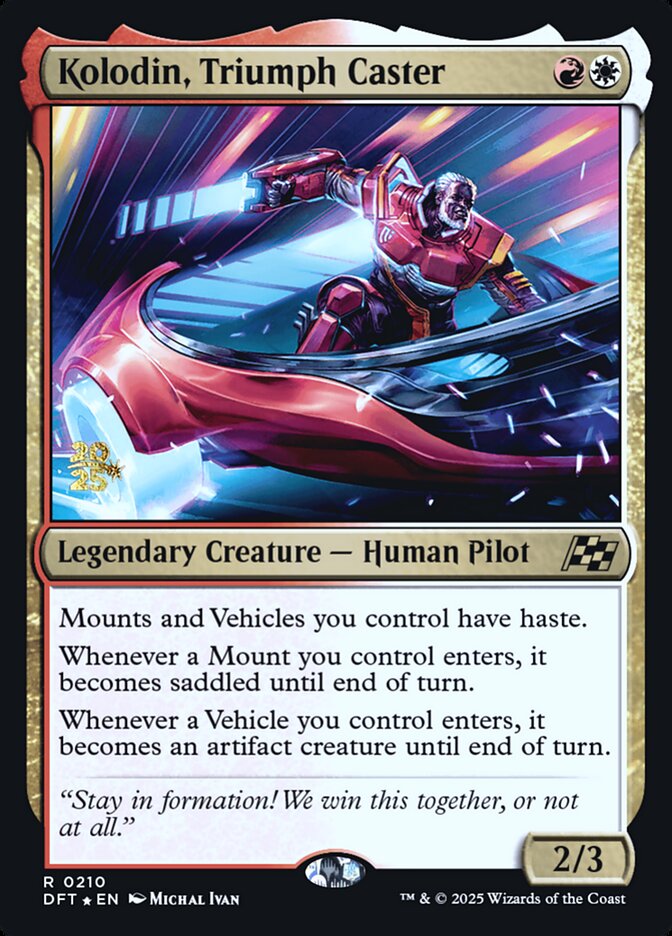 Kolodin, Triumph Caster
Legendary Creature — Human Pilot
Mounts and Vehicles you control have haste.
Whenever a Mount you control enters, it
becomes saddled until end of turn.
Whenever a Vehicle you control enters, it
becomes an artifact creature until end of turn.
“Stay in formation! We win this together, or not
at all.”
2/3
R 0210
DFT ★ EN Michal Ivan
™ & © 2025 Wizards of the Coast